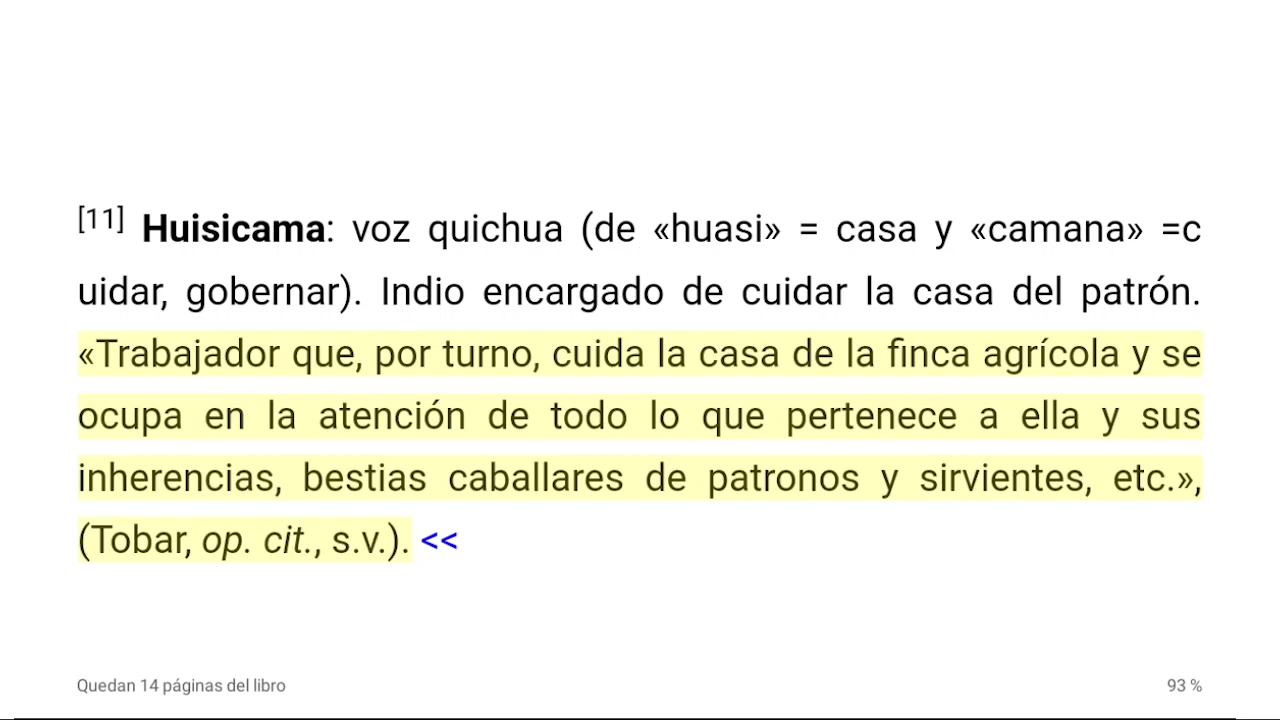 [11] Huisicama: voz quichua (de «huasi» = casa y «camana» =c
uidar, gobernar). Indio encargado de cuidar la casa del patrón.
«Trabajador que, por turno, cuida la casa de la finca agrícola y se
ocupa en la atención de todo lo que pertenece a ella y sus
inherencias, bestias caballares de patronos y sirvientes, etc.»,
(Tobar, op. cit., s.v.). <<
Quedan 14 páginas del libro
93 %